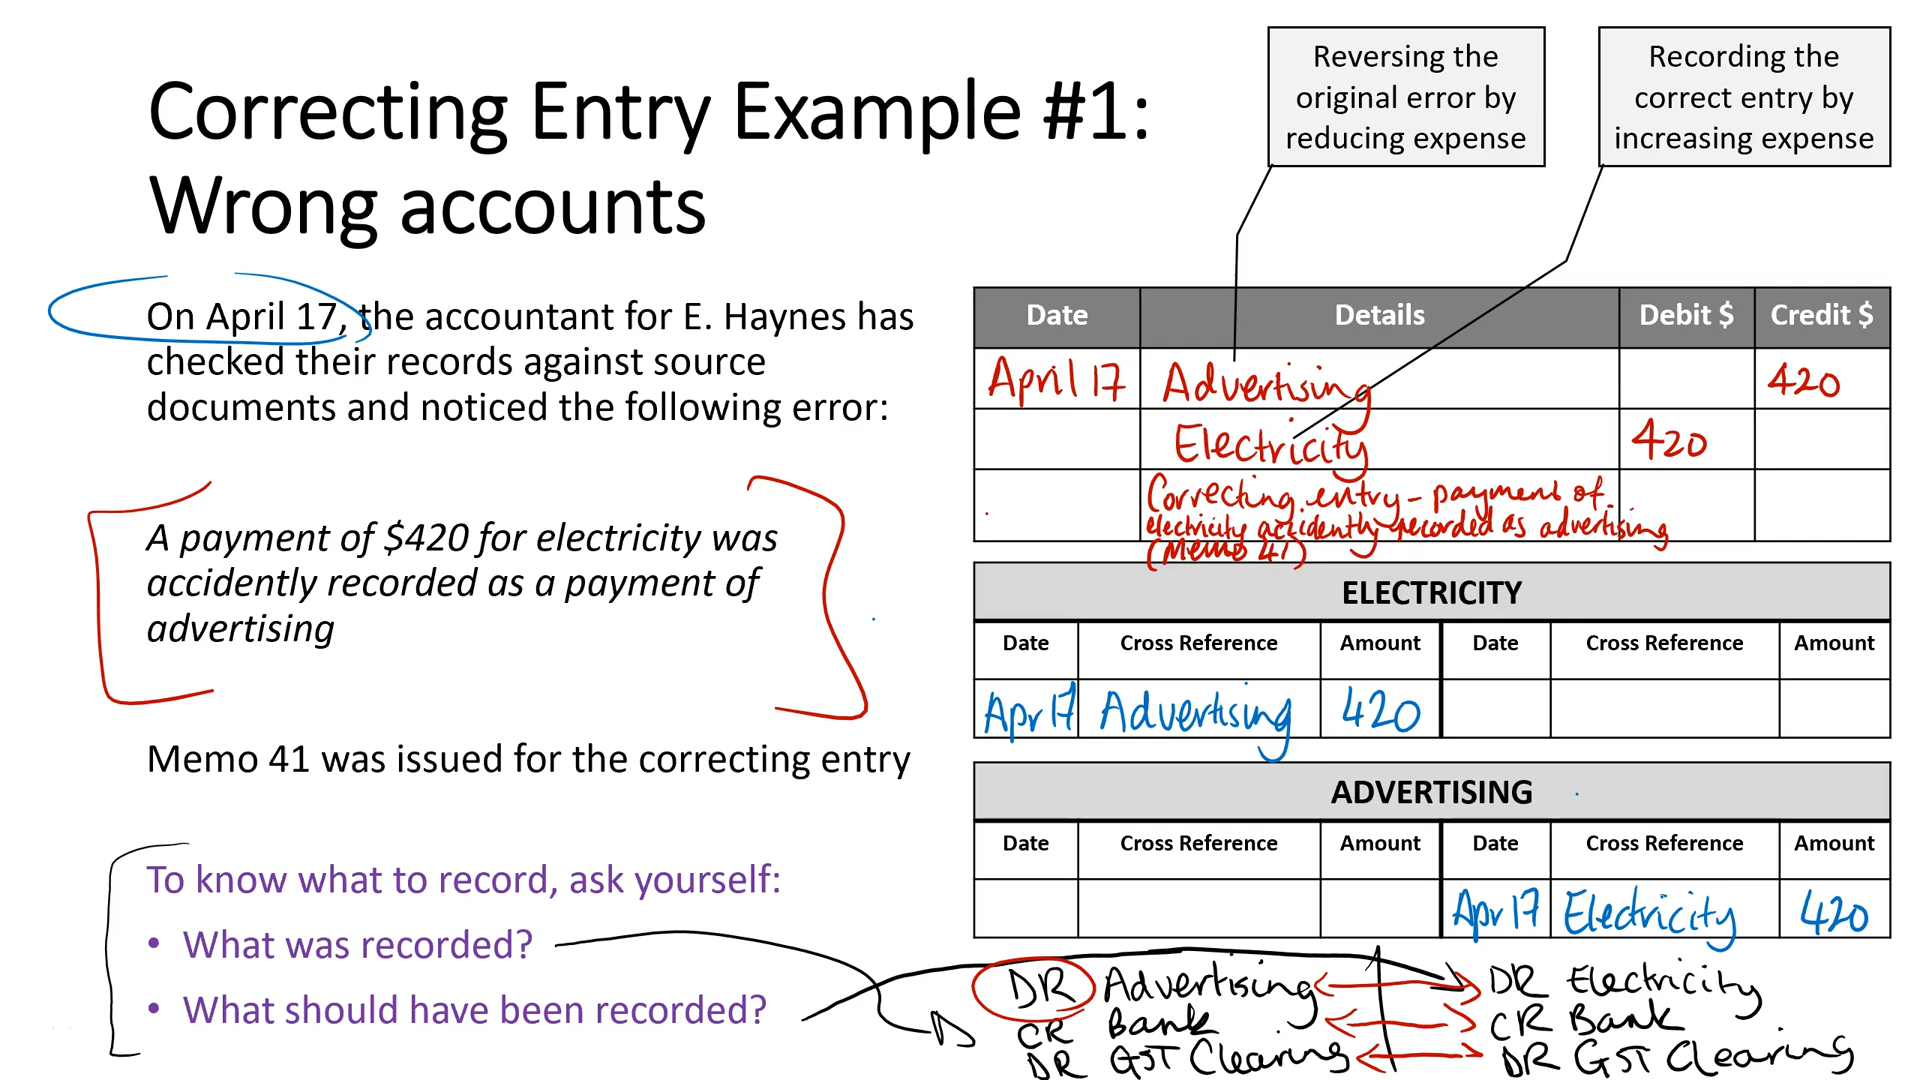 Correcting Entry Example #1:
Wrong accounts
On April 17, the accountant for E. Haynes has
checked their records against source
documents and noticed the following error:
A payment of $420 for electricity was
accidently recorded as a payment of
advertising
Memo 41 was issued for the correcting entry
To know what to record, ask yourself:
• What was recorded?
• What should have been recorded?
Reversing the
original error by
reducing expense
Recording the
correct entry by
increasing expense
Date Details Debit $ Credit $
April 17 Advertising 420
Electricity 420
Correcting entry - payment of
electricity accidently recorded as advertising
(Memo 41)
ELECTRICITY
Date Cross Reference Amount Date Cross Reference Amount
Apr 17 Advertising 420
ADVERTISING
Date Cross Reference Amount Date Cross Reference Amount
Apr 17 Electricity 420
DR Advertising DR Electricity
CR Bank CR Bank
DR GST Clearing DR GST Clearing